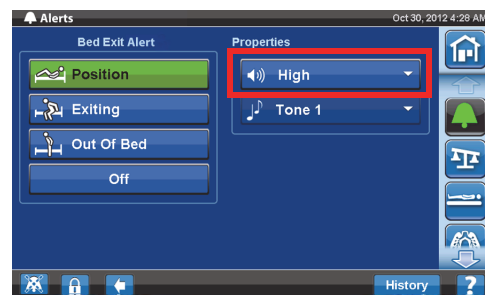 Alerts
Oct 30, 2012 4:28 AM
Bed Exit Alert
Properties
Position
High
Exiting
Tone 1
Out Of Bed
Off
History
?